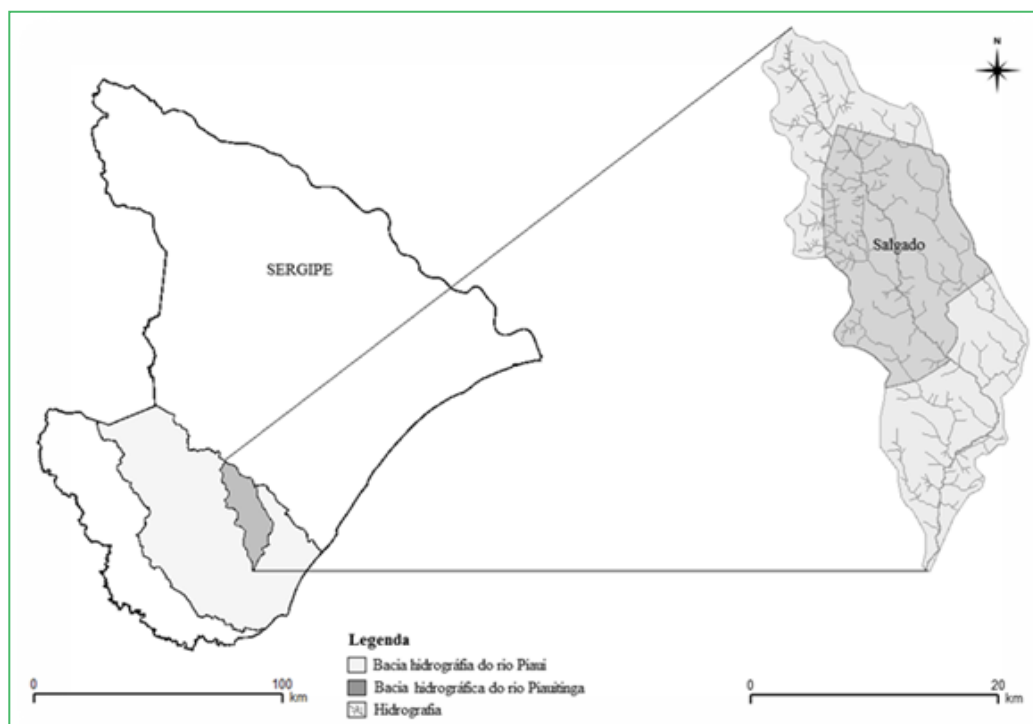 N
SERGIPE
Salgado
Legenda
Bacia hidrográfia do rio Piaui
Bacia hidrográfica do rio Piauitinga
Hidrografia
0 100
km
0 20
km